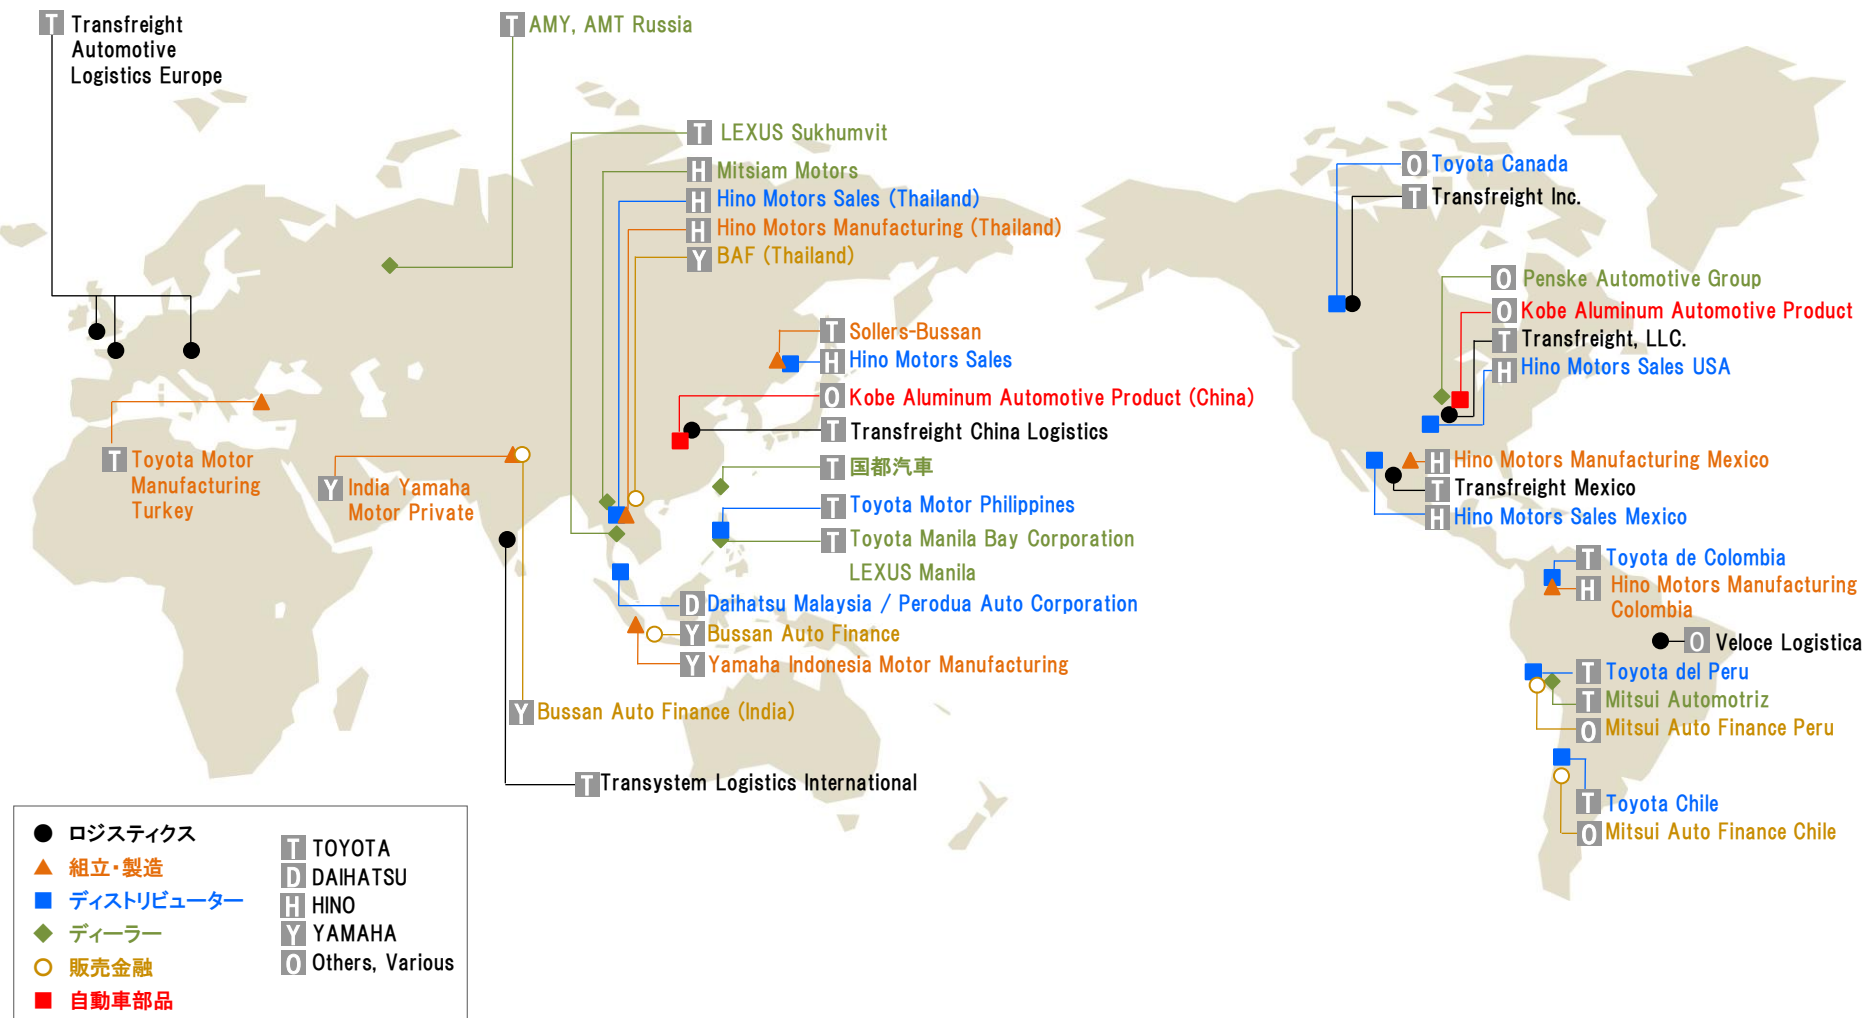 T Transfreight
Automotive
Logistics Europe
T AMY, AMT Russia
T LEXUS Sukhumvit
H Mitsiam Motors
H Hino Motors Sales (Thailand)
H Hino Motors Manufacturing (Thailand)
Y BAF (Thailand)
T Sollers-Bussan
H Hino Motors Sales
O Kobe Aluminum Automotive Product (China)
T Transfreight China Logistics
T 国都汽車
T Toyota Motor Philippines
T Toyota Manila Bay Corporation
LEXUS Manila
D Daihatsu Malaysia / Perodua Auto Corporation
Y Bussan Auto Finance
Y Yamaha Indonesia Motor Manufacturing
T Toyota Motor
Manufacturing
Turkey
Y India Yamaha
Motor Private
Y Bussan Auto Finance (India)
T Transystem Logistics International
O Toyota Canada
T Transfreight Inc.
O Penske Automotive Group
O Kobe Aluminum Automotive Product
T Transfreight, LLC.
H Hino Motors Sales USA
H Hino Motors Manufacturing Mexico
T Transfreight Mexico
H Hino Motors Sales Mexico
T Toyota de Colombia
H Hino Motors Manufacturing
Colombia
O Veloce Logistica
T Toyota del Peru
T Mitsui Automotriz
O Mitsui Auto Finance Peru
T Toyota Chile
O Mitsui Auto Finance Chile
ロジスティクス
組立・製造
ディストリビューター
ディーラー
販売金融
自動車部品
T TOYOTA
D DAIHATSU
H HINO
Y YAMAHA
O Others, Various